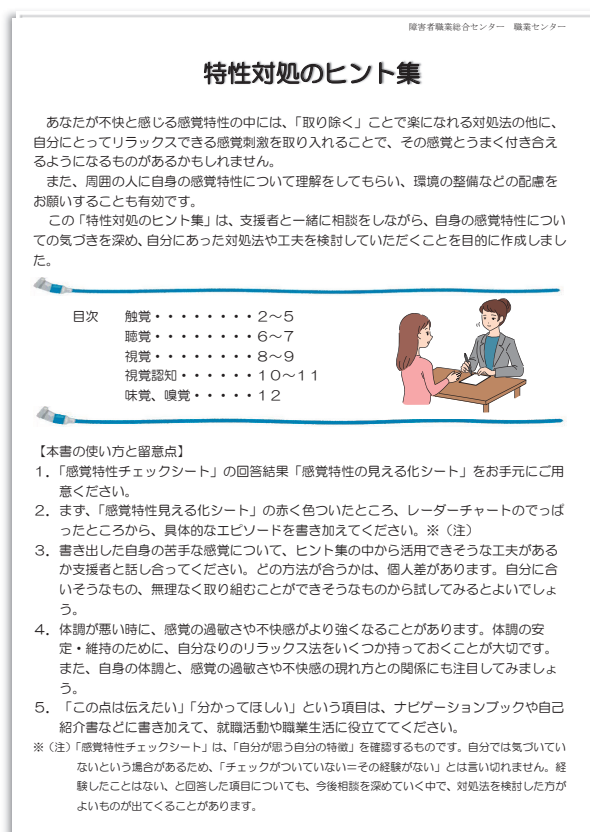 障害者職業総合センター　職業センター
特性対処のヒント集
あなたが不快と感じる感覚特性の中には、「取り除く」ことで楽になれる対処法の他に、
自分にとってリラックスできる感覚刺激を取り入れることで、その感覚とうまく付き合え
るようになるものがあるかもしれません。
また、周囲の人に自身の感覚特性について理解をしてもらい、環境の整備などの配慮を
お願いすることも有効です。
この「特性対処のヒント集」は、支援者と一緒に相談をしながら、自身の感覚特性につい
ての気づきを深め、自分にあった対処法や工夫を検討していただくことを目的に作成しまし
た。
目次　触覚・・・・・・・・２～５
聴覚・・・・・・・・６～７
視覚・・・・・・・・８～９
視覚認知・・・・・・１０～１１
味覚、嗅覚・・・・・１２
【本書の使い方と留意点】
１．「感覚特性チェックシート」の回答結果「感覚特性の見える化シート」をお手元にご用
意ください。
２．まず、「感覚特性見える化シート」の赤く色ついたところ、レーダーチャートのでっぱ
ったところから、具体的なエピソードを書き加えてください。※（注）
３．書き出した自身の苦手な感覚について、ヒント集の中から活用できそうな工夫がある
か支援者と話し合ってください。どの方法が合うかは、個人差があります。自分に合
いそうなもの、無理なく取り組むことができそうなものから試してみるとよいでしょ
う。
４．体調が悪い時に、感覚の過敏さや不快感がより強くなることがあります。体調の安
定・維持のために、自分なりのリラックス法をいくつか持っておくことが大切です。
また、自身の体調と、感覚の過敏さや不快感の現れ方との関係にも注目してみましょ
う。
５．「この点は伝えたい」「分かってほしい」という項目は、ナビゲーションブックや自己
紹介書などに書き加えて、就職活動や職業生活に役立ててください。
※（注）「感覚特性チェックシート」は、「自分が思う自分の特徴」を確認するものです。自分では気づいてい
ないという場合があるため、「チェックがついていない＝その経験がない」とは言い切れません。経
験したことはない、と回答した項目についても、今後相談を深めていく中で、対処法を検討した方が
よいものが出てくることがあります。